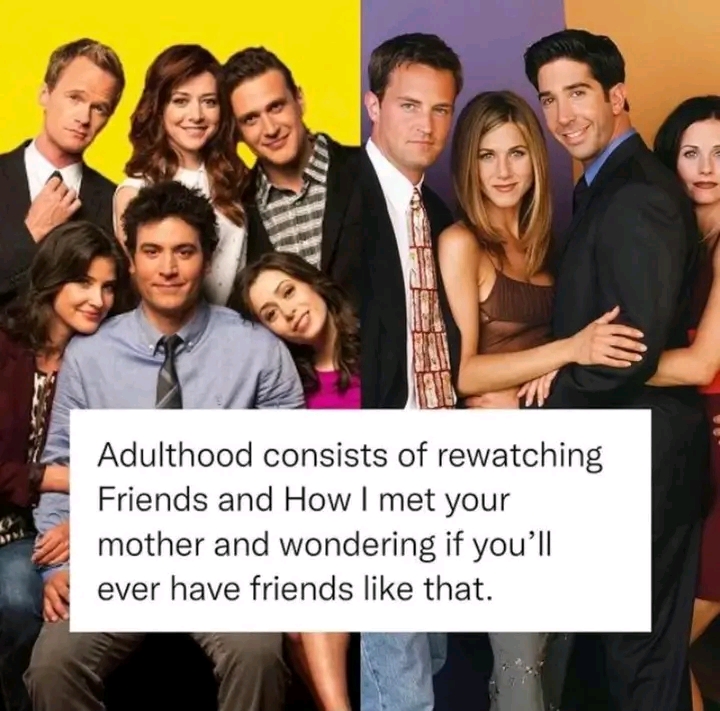 Adulthood consists of rewatching
Friends and How I met your
mother and wondering if you’ll
ever have friends like that.